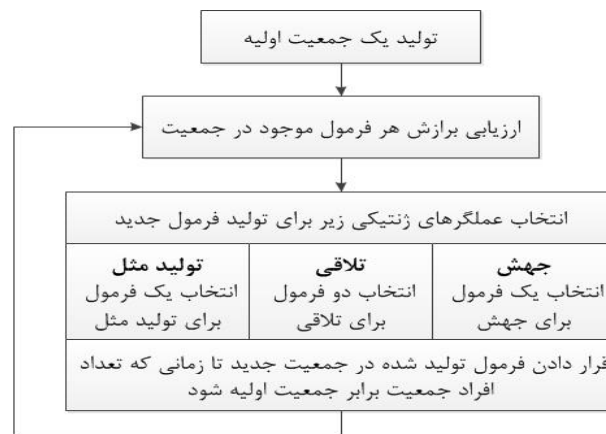 تولید یک جمعیت اولیه
ارزیابی برازش هر فرمول موجود در جمعیت
انتخاب عملگرهای ژنتیکی زیر برای تولید فرمول جدید
جهش
انتخاب یک فرمول
برای جهش
تلاقی
انتخاب دو فرمول
برای تلاقی
تولید مثل
انتخاب یک فرمول
برای تولید مثل
قرار دادن فرمول تولید شده در جمعیت جدید تا زمانی که تعداد
افراد جمعیت برابر جمعیت اولیه شود